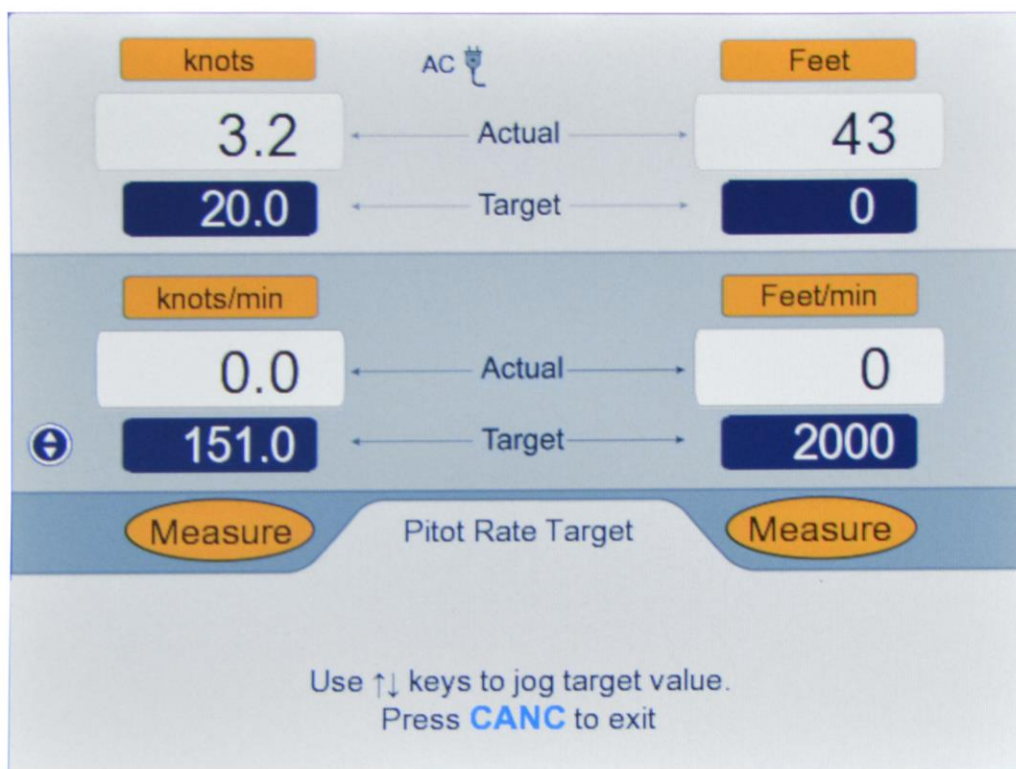 knots AC Feet
3.2 Actual 43
20.0 Target 0
knots/min Feet/min
0.0 Actual 0
151.0 Target 2000
Measure Pitot Rate Target Measure
Use ↑↓ keys to jog target value.
Press CANC to exit